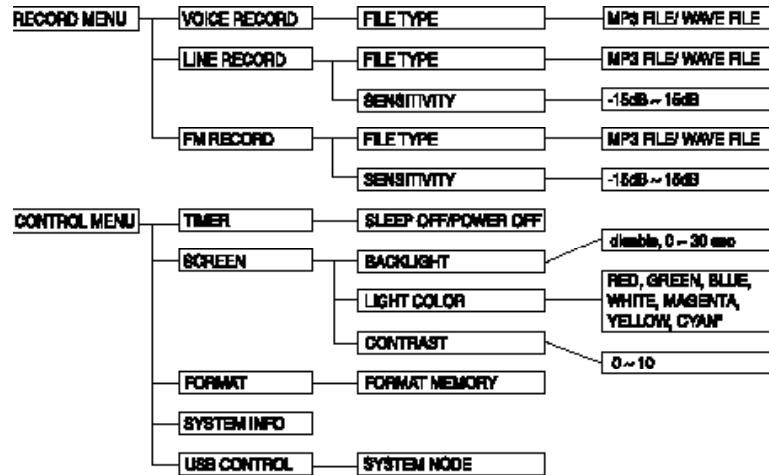 RECORD MENU VOICE RECORD FILE TYPE MP3 FILE/ WAVE FILE
LINE RECORD FILE TYPE MP3 FILE/ WAVE FILE
SENSITIVITY -15dB ~ 15dB
FM RECORD FILE TYPE MP3 FILE/ WAVE FILE
SENSITIVITY -15dB ~ 15dB
CONTROL MENU TIMER SLEEP OFF/POWER OFF
SCREEN BACKLIGHT disable, 0 ~ 30 sec
LIGHT COLOR RED, GREEN, BLUE,
WHITE, MAGENTA,
YELLOW, CYAN*
CONTRAST 0 ~ 10
FORMAT FORMAT MEMORY
SYSTEM INFO
USB CONTROL SYSTEM NODE